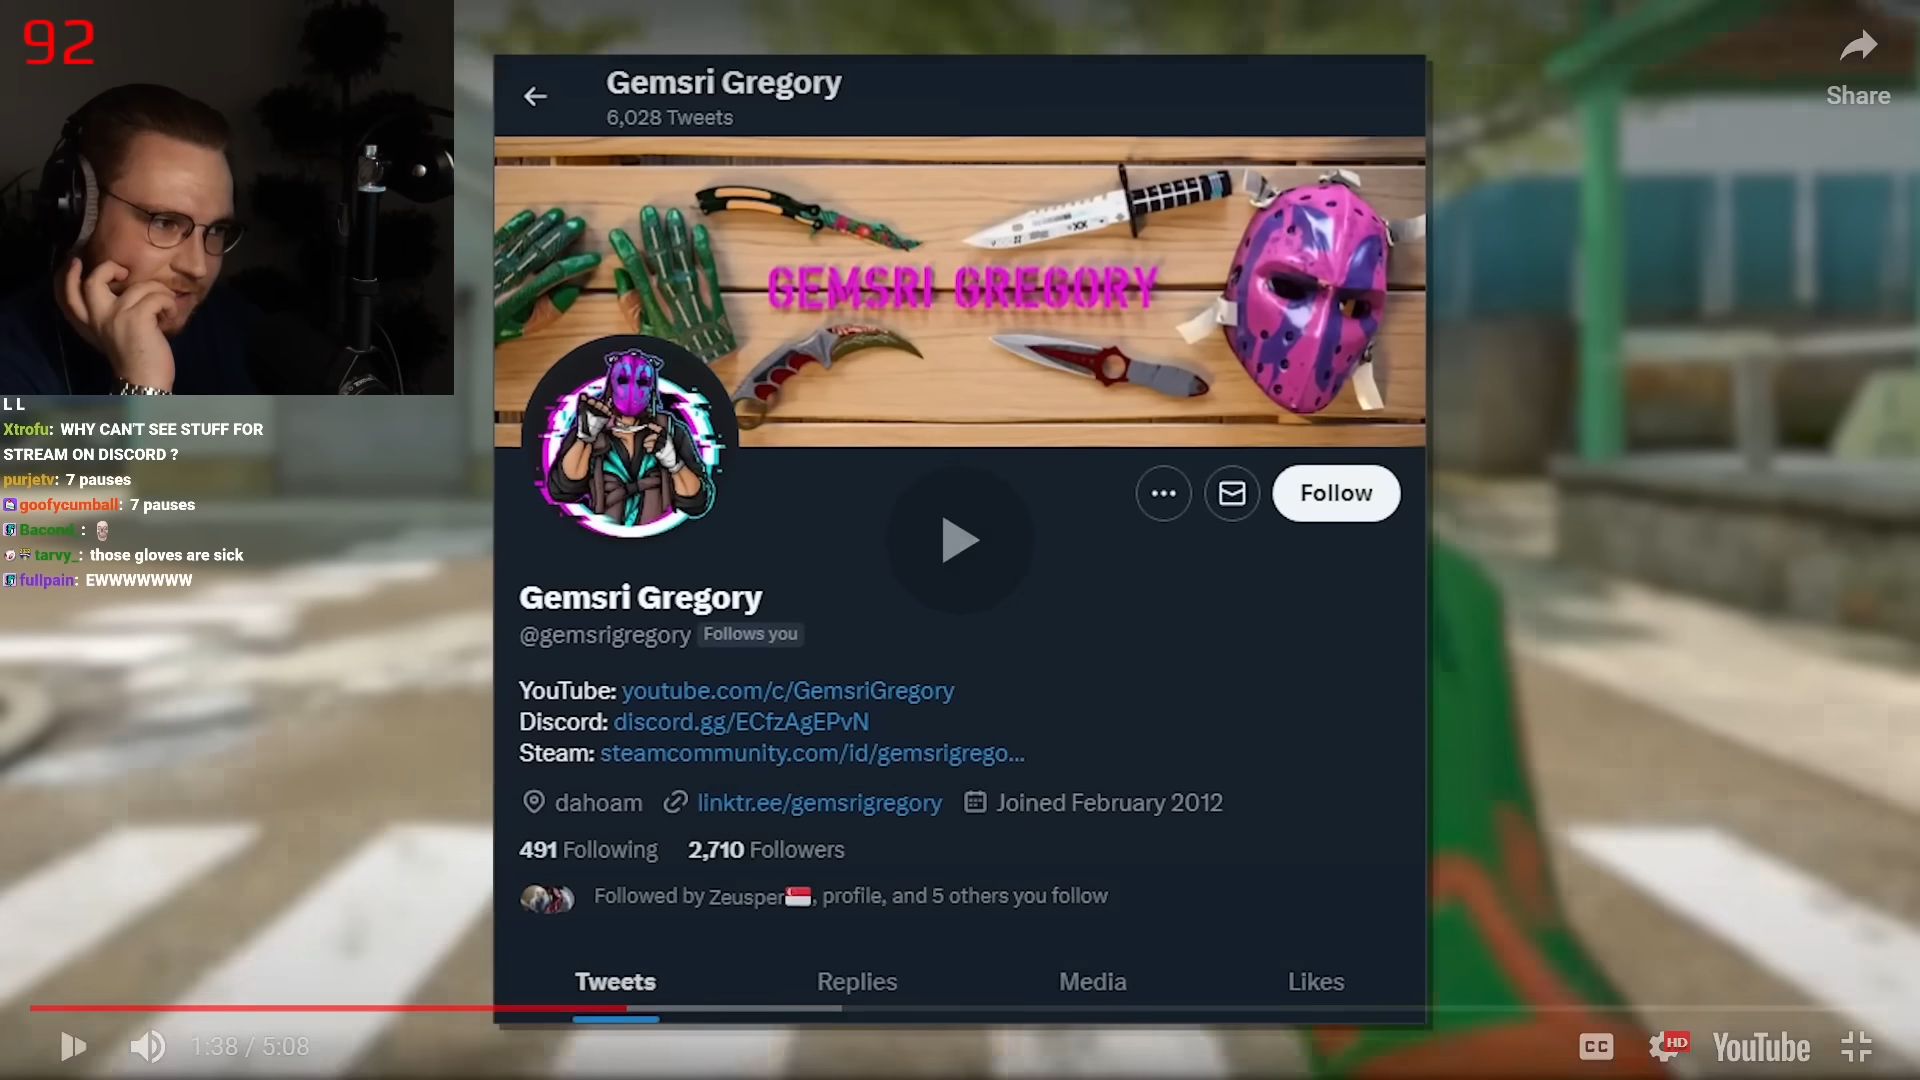 92
L L
Xtrofu: WHY CAN'T SEE STUFF FOR
STREAM ON DISCORD ?
purjetv: 7 pauses
goofycumball: 7 pauses
Bacond_:
tarvy_: those gloves are sick
fullpain: EWWWWWWW
Gemsri Gregory
6,028 Tweets
Share
GEMSRI GREGORY
XX
Follow
Gemsri Gregory
@gemsrigregory Follows you
YouTube: youtube.com/c/GemsriGregory
Discord: discord.gg/ECfzAgEPvN
Steam: steamcommunity.com/id/gemsrigrego...
dahoam linktr.ee/gemsrigregory Joined February 2012
491 Following 2,710 Followers
Followed by Zeusper🇸🇬, profile, and 5 others you follow
Tweets Replies Media Likes
1:38 / 5:08
CC HD YouTube